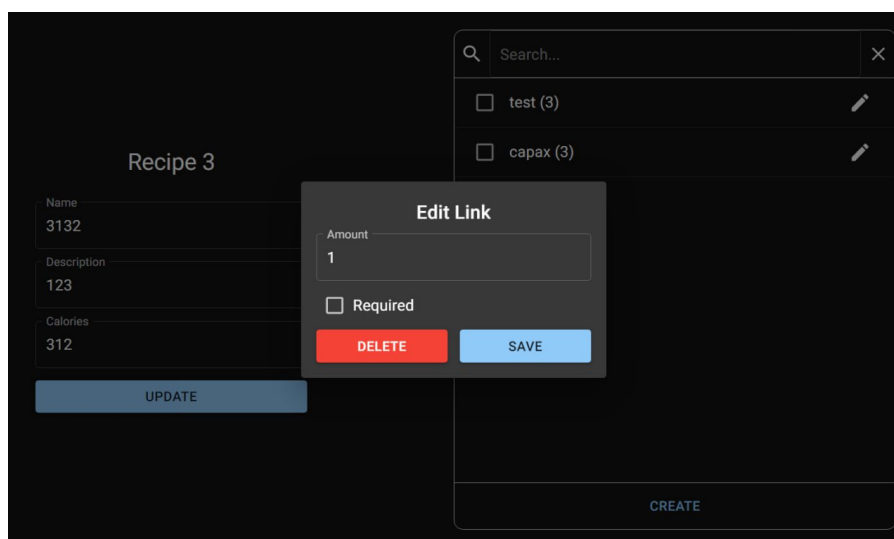 Search...
test (3)
capax (3)
Recipe 3
Name
3132
Description
123
Calories
312
UPDATE
Edit Link
Amount
1
Required
DELETE
SAVE
CREATE